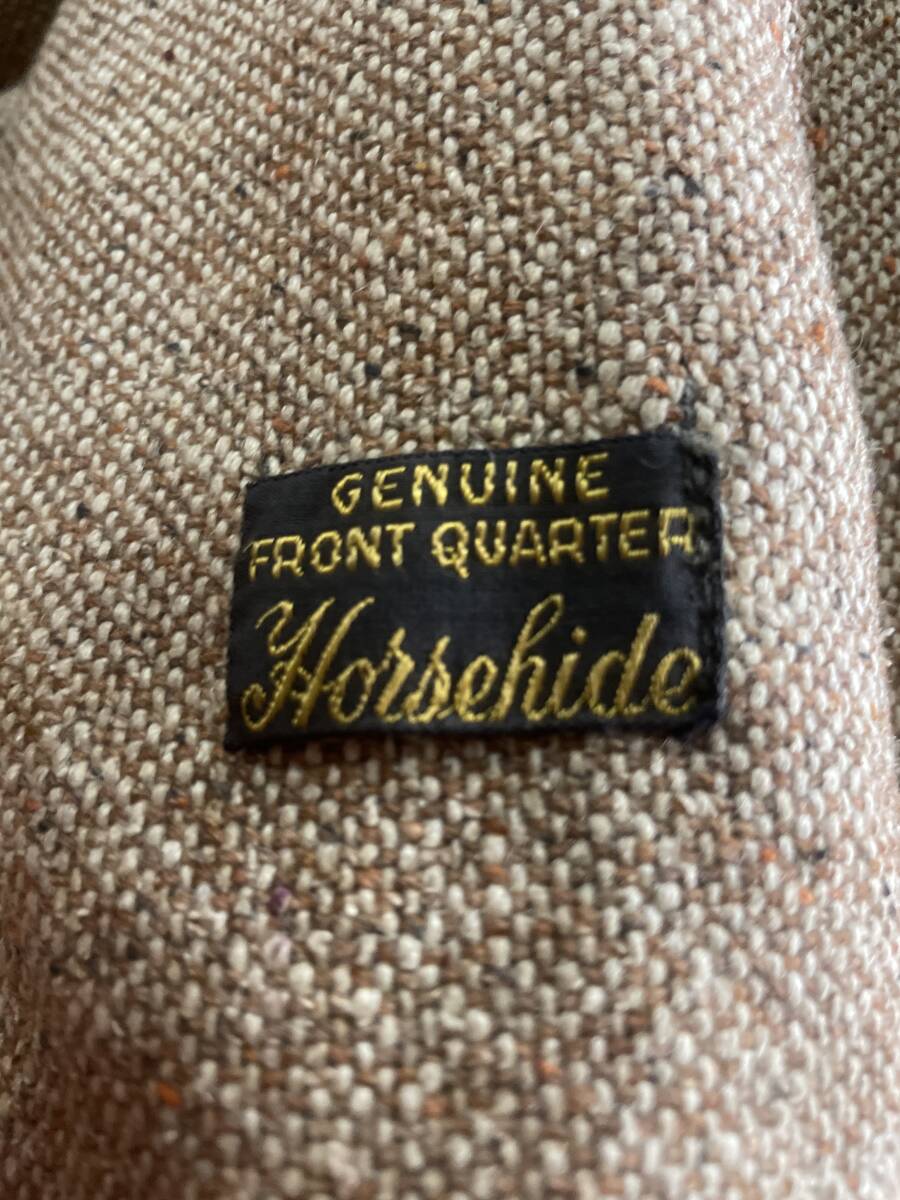 GENUINE
FRONT QUARTER
Horsehide